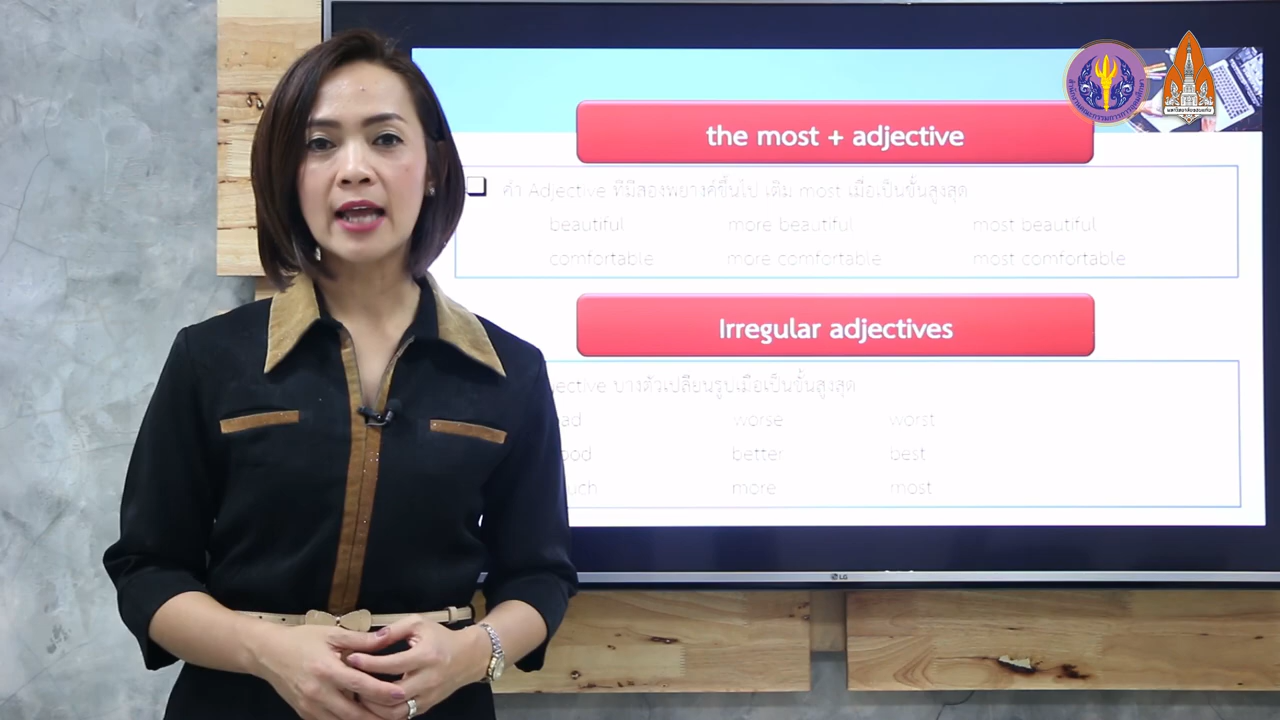 the most + adjective
คำ Adjective ที่มีสองพยางค์ขึ้นไป เติม most เมื่อเป็นขั้นสูงสุด
beautiful more beautiful most beautiful
comfortable more comfortable most comfortable
Irregular adjectives
ective บางตัวเปลี่ยนรูปเมื่อเป็นขั้นสูงสุด
ad worse worst
ood better best
uch more most
LG